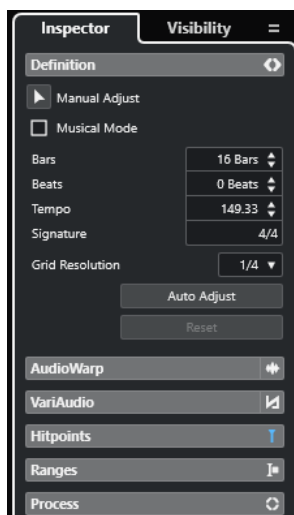 Inspector Visibility
Definition
Manual Adjust
Musical Mode
Bars 16 Bars
Beats 0 Beats
Tempo 149.33
Signature 4/4
Grid Resolution 1/4
Auto Adjust
Reset
AudioWarp
VariAudio
Hitpoints
Ranges
Process